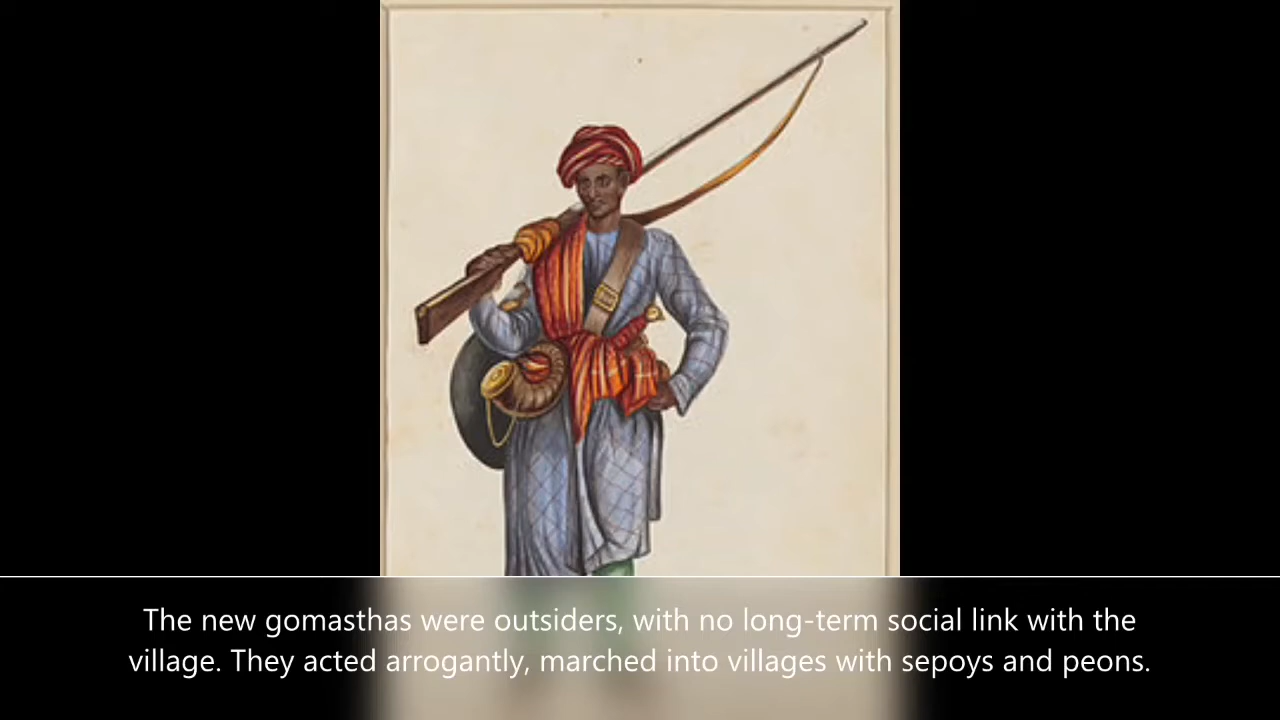 The new gomasthas were outsiders, with no long-term social link with the
village. They acted arrogantly, marched into villages with sepoys and peons.